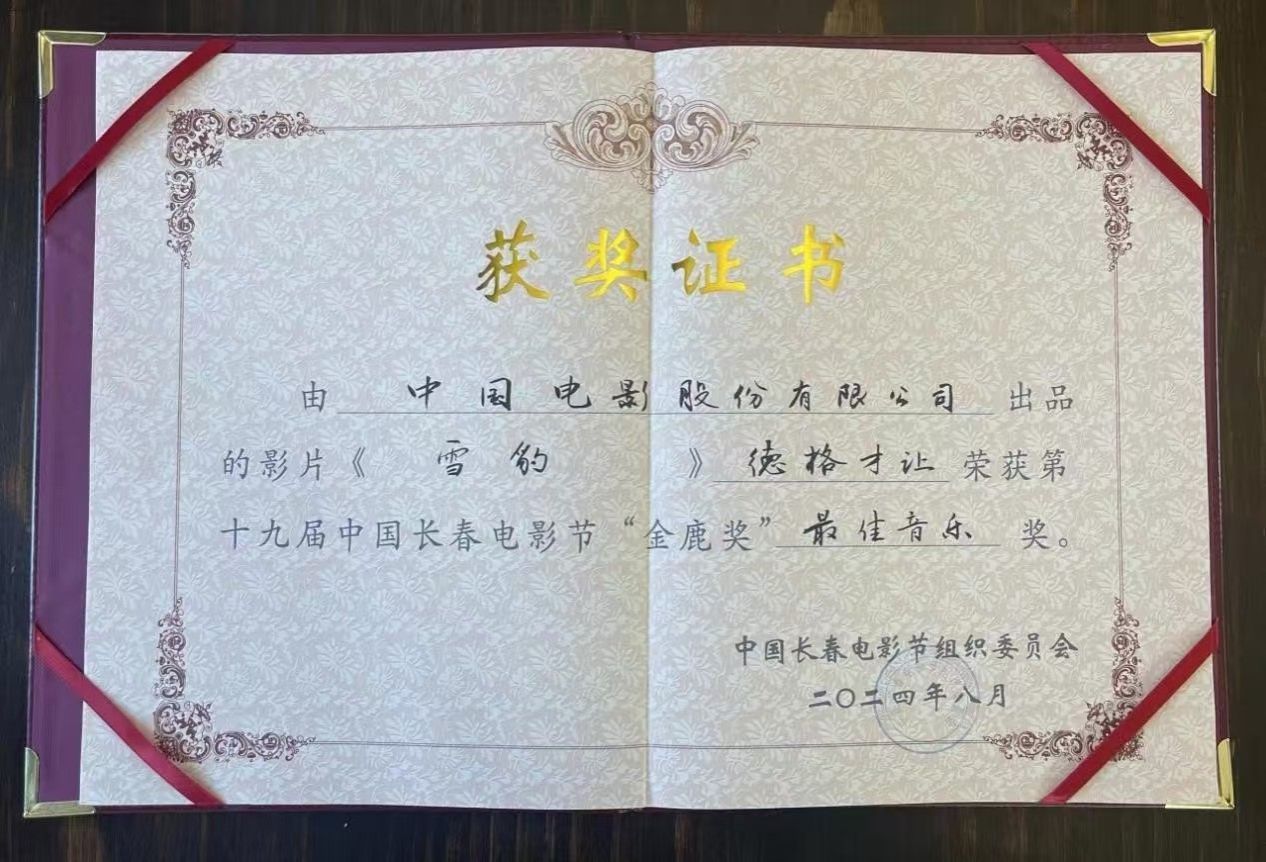 获奖证书
由 中国电影股份有限公司 出品
的影片《 雪豹 》 德格才让 荣获第
十九届中国长春电影节“金鹿奖” 最佳音乐 奖。
中国长春电影节组织委员会
二〇二四年八月